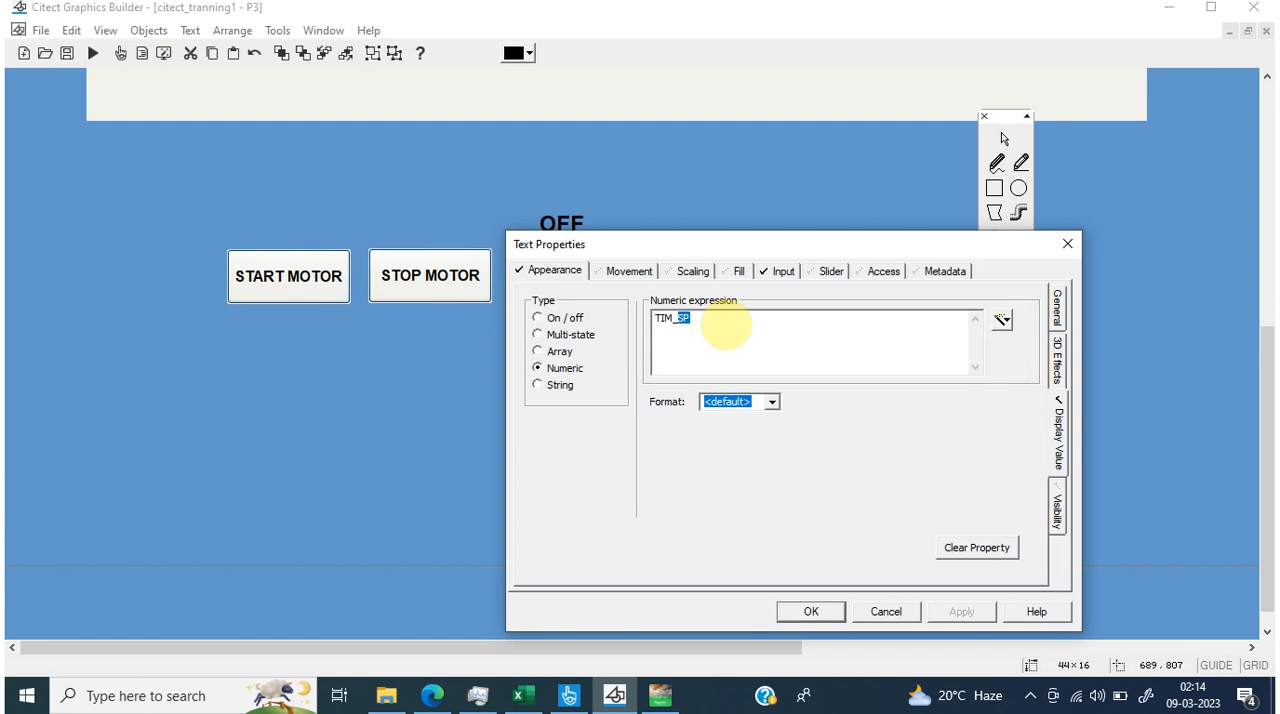 Citect Graphics Builder - [citect_tranning1 - P3]
File Edit View Objects Text Arrange Tools Window Help
OFF
START MOTOR STOP MOTOR
Text Properties
Appearance Movement Scaling Fill Input Slider Access Metadata
Type
On / off
Multi-state
Array
Numeric
String
Numeric expression
TIM_SP
Format: <default>
General
3D Effects
Display Value
Visibility
Clear Property
OK Cancel Apply Help
44×16 689, 807 GUIDE GRID
Type here to search
20°C Haze
02:14
09-03-2023
4